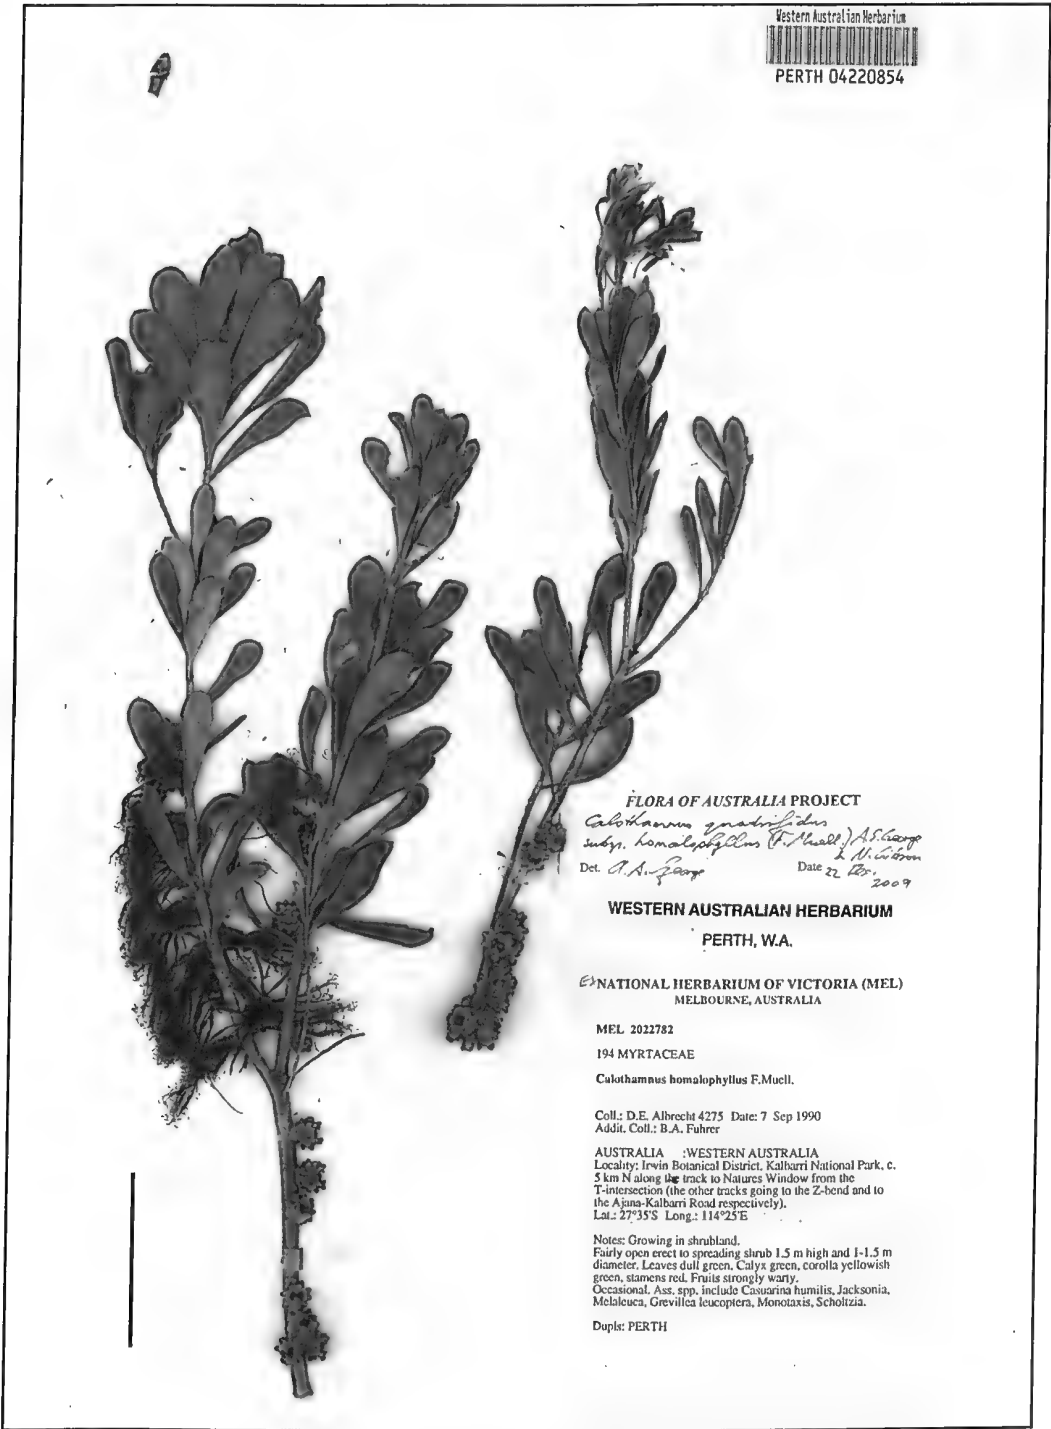 Western Australian Herbarium
PERTH 04220854
FLORA OF AUSTRALIA PROJECT
Calothamnus quadrifidus
subsp. homalophyllus (F.Muell.) A.S.George
& N.Gibson
Det. A.S.George Date 22 Dec.
2009
WESTERN AUSTRALIAN HERBARIUM
PERTH, W.A.
Ex NATIONAL HERBARIUM OF VICTORIA (MEL)
MELBOURNE, AUSTRALIA
MEL 2022782
194 MYRTACEAE
Calothamnus homalophyllus F.Muell.
Coll.: D.E. Albrecht 4275 Date: 7 Sep 1990
Addit. Coll.: B.A. Fuhrer
AUSTRALIA :WESTERN AUSTRALIA
Locality: Irwin Botanical District. Kalbarri National Park, c.
5 km N along the track to Natures Window from the
T-intersection (the other tracks going to the Z-bend and to
the Ajana-Kalbarri Road respectively).
Lat.: 27°35'S Long.: 114°25'E
Notes: Growing in shrubland.
Fairly open erect to spreading shrub 1.5 m high and 1-1.5 m
diameter. Leaves dull green. Calyx green, corolla yellowish
green, stamens red. Fruits strongly warty.
Occasional. Ass. spp. include Casuarina humilis, Jacksonia,
Melaleuca, Grevillea leucoptera, Monotaxis, Scholtzia.
Dupls: PERTH